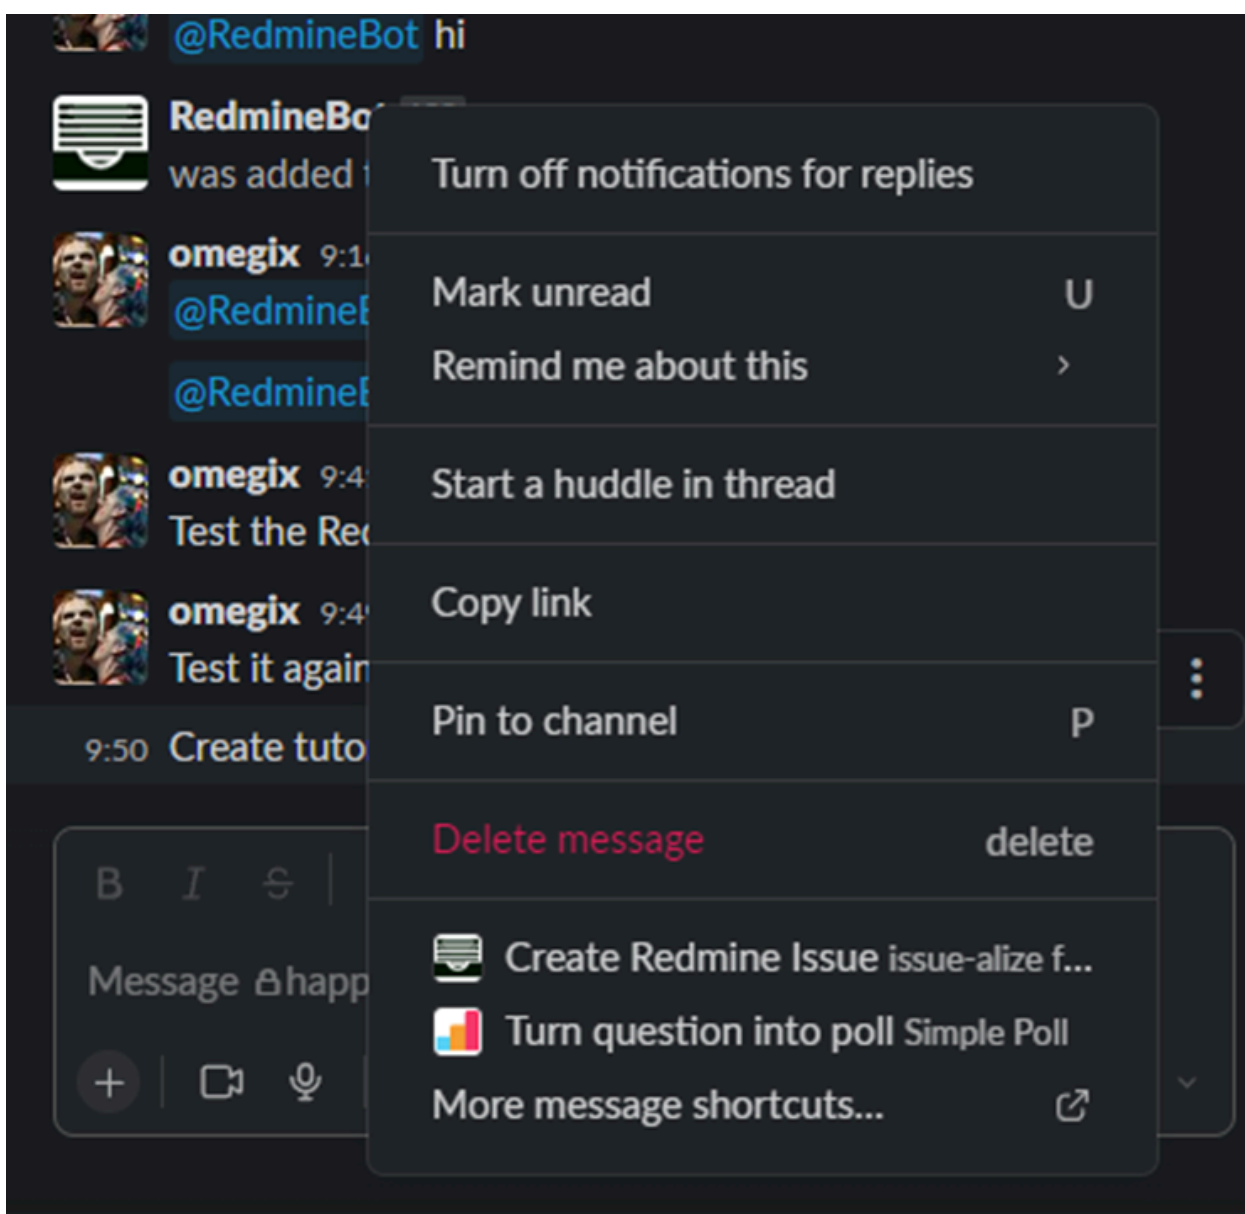 @RedmineBot hi
RedmineBo
was added
Turn off notifications for replies
omegix 9:1
@Redmine
Mark unread U
Remind me about this
@Redmine
omegix 9:4
Test the Re
Start a huddle in thread
omegix 9:4
Test it again
Copy link
9:50 Create tuto
Pin to channel P
Delete message delete
B I S
Message happ
Create Redmine Issue issue-alize f...
Turn question into poll Simple Poll
More message shortcuts...